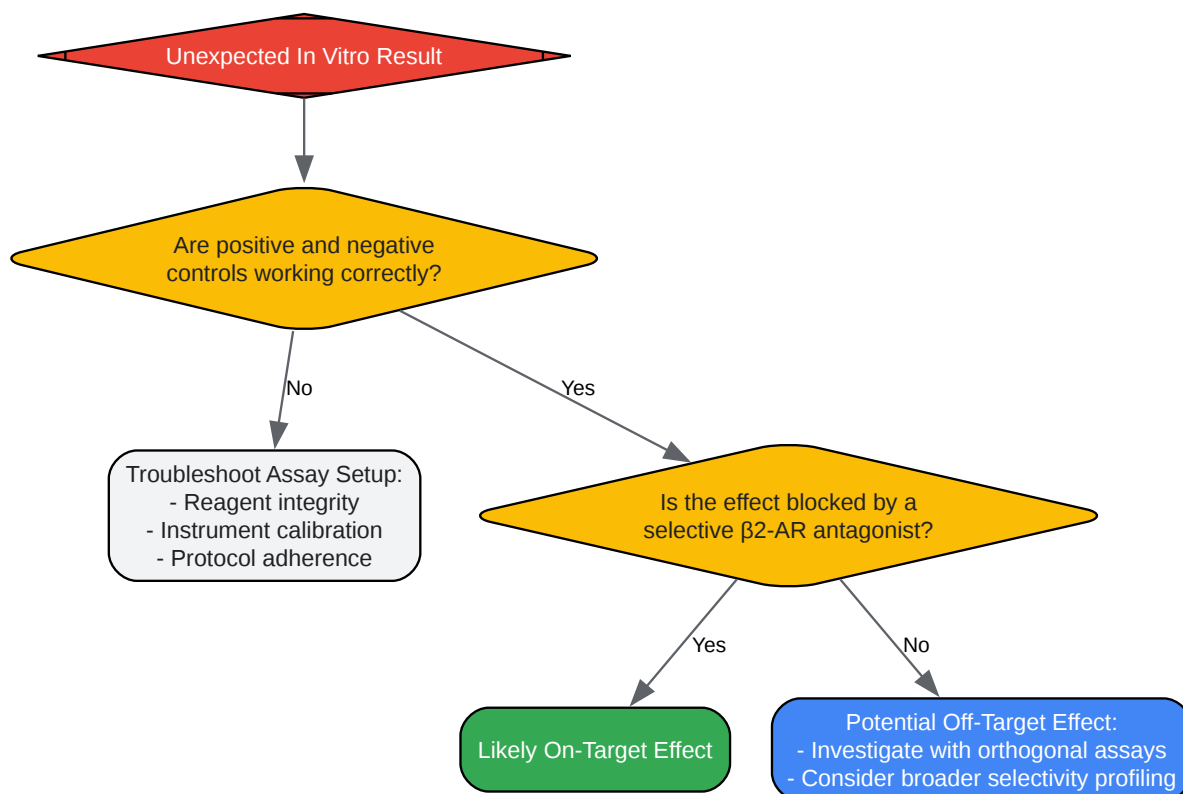 Unexpected In Vitro Result
Are positive and negative
controls working correctly?
No
Yes
Troubleshoot Assay Setup:
- Reagent integrity
- Instrument calibration
- Protocol adherence
Is the effect blocked by a
selective β2-AR antagonist?
Yes
No
Likely On-Target Effect
Potential Off-Target Effect:
- Investigate with orthogonal assays
- Consider broader selectivity profiling